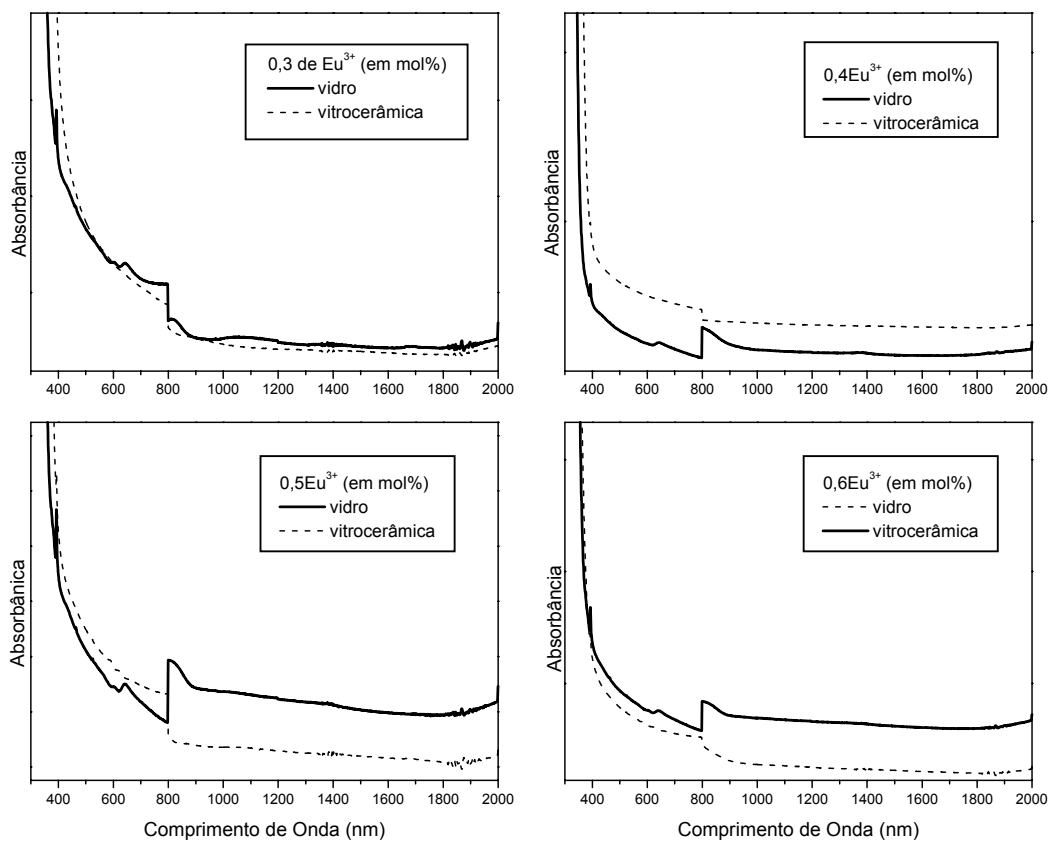 0,3 de Eu³⁺ (em mol%)
vidro
vitrocerâmica
Absorbância
400 600 800 1000 1200 1400 1600 1800 2000
0,4Eu³⁺ (em mol%)
vidro
vitrocerâmica
Absorbância
400 600 800 1000 1200 1400 1600 1800 2000
0,5Eu³⁺ (em mol%)
vidro
vitrocerâmica
Absorbânica
400 600 800 1000 1200 1400 1600 1800 2000
Comprimento de Onda (nm)
0,6Eu³⁺ (em mol%)
vidro
vitrocerâmica
Absorbância
400 600 800 1000 1200 1400 1600 1800 2000
Comprimento de Onda (nm)